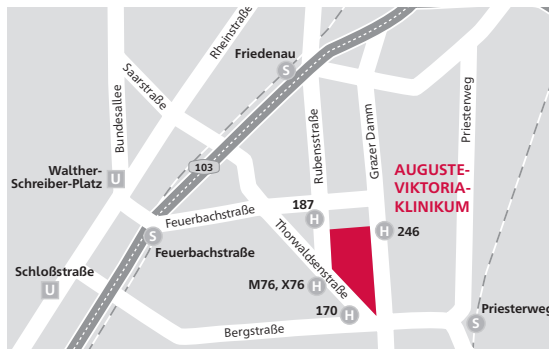 Rheinstraße
Friedenau
S
Saarstraße
Bundesallee
Rubensstraße
Grazer Damm
Priesterweg
103
Walther-
Schreiber-Platz
U
AUGUSTE-
VIKTORIA-
KLINIKUM
187
H
Feuerbachstraße
H
246
S
Feuerbachstraße
Thorwaldsenstraße
Schloßstraße
U
M76, X76
H
170
H
Bergstraße
Priesterweg
S